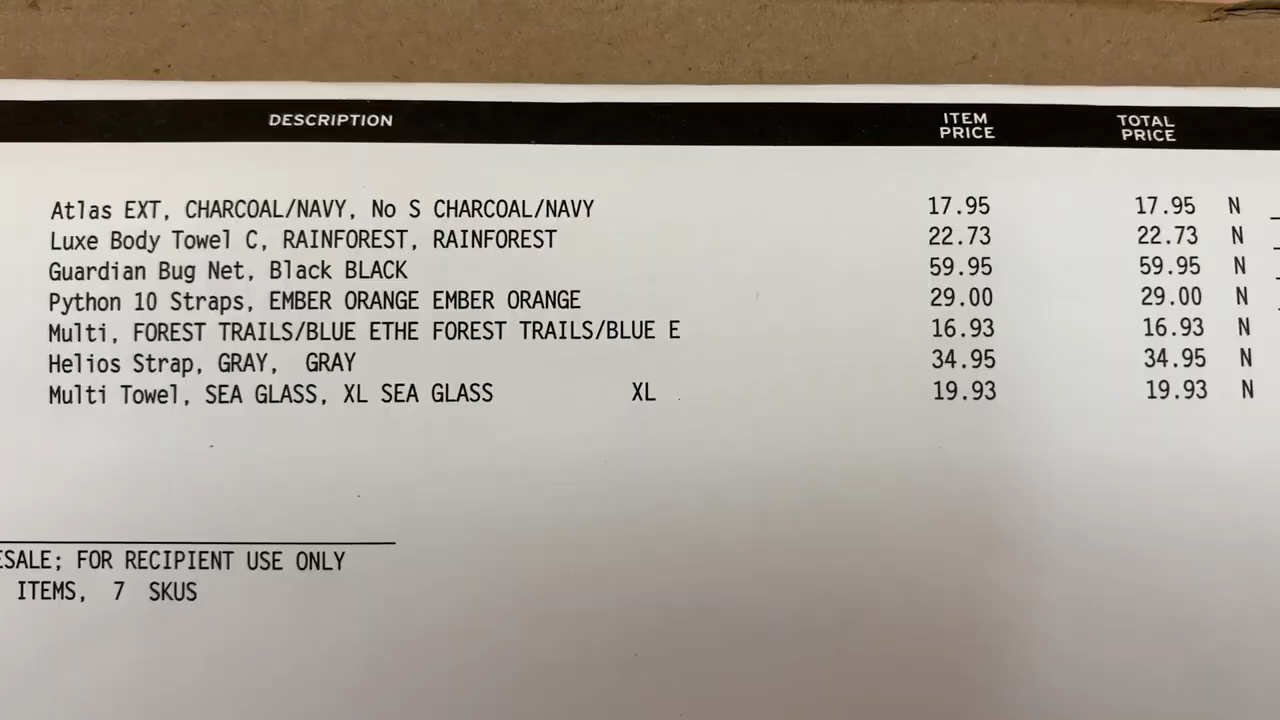 DESCRIPTION ITEM PRICE TOTAL PRICE
Atlas EXT, CHARCOAL/NAVY, No S CHARCOAL/NAVY 17.95 17.95 N
Luxe Body Towel C, RAINFOREST, RAINFOREST 22.73 22.73 N
Guardian Bug Net, Black BLACK 59.95 59.95 N
Python 10 Straps, EMBER ORANGE EMBER ORANGE 29.00 29.00 N
Multi, FOREST TRAILS/BLUE ETHE FOREST TRAILS/BLUE E 16.93 16.93 N
Helios Strap, GRAY, GRAY 34.95 34.95 N
Multi Towel, SEA GLASS, XL SEA GLASS XL 19.93 19.93 N
ESALE; FOR RECIPIENT USE ONLY
ITEMS, 7 SKUS